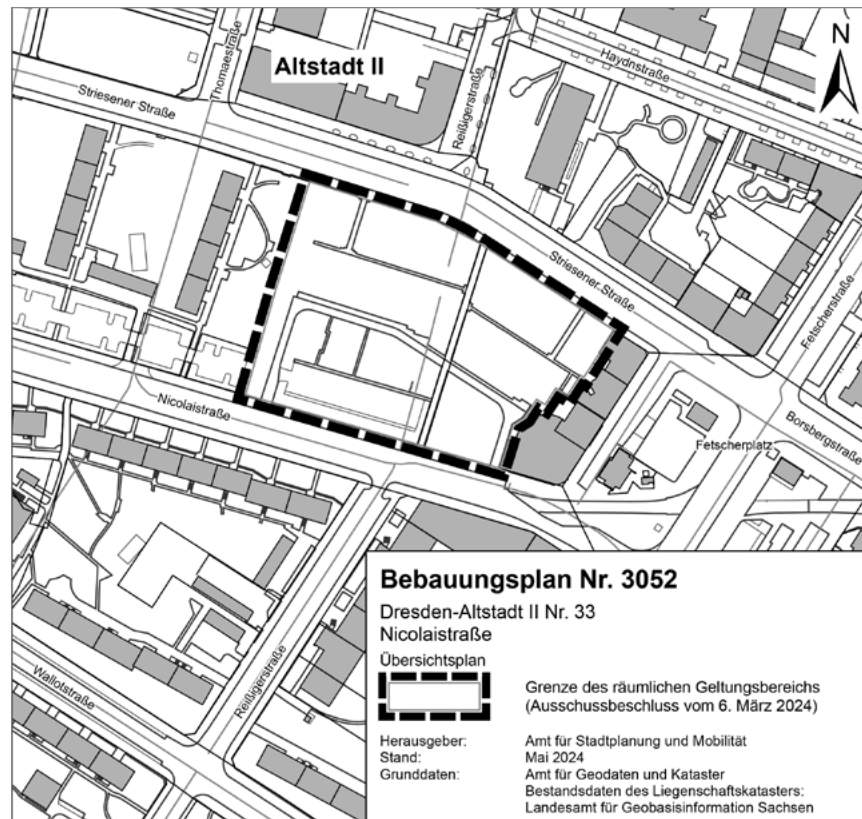 N
Haydnstraße
Thomaestraße
Altstadt II
Reißigerstraße
Striesener Straße
Striesener Straße
Fetscherstraße
Nicolaistraße
Borsbergstraße
Fetscherplatz
Reißigerstraße
Wallotstraße
Bebauungsplan Nr. 3052
Dresden-Altstadt II Nr. 33
Nicolaistraße
Übersichtsplan
Grenze des räumlichen Geltungsbereichs
(Ausschussbeschluss vom 6. März 2024)
Herausgeber: Amt für Stadtplanung und Mobilität
Stand: Mai 2024
Grunddaten: Amt für Geodaten und Kataster
Bestandsdaten des Liegenschaftskatasters:
Landesamt für Geobasisinformation Sachsen